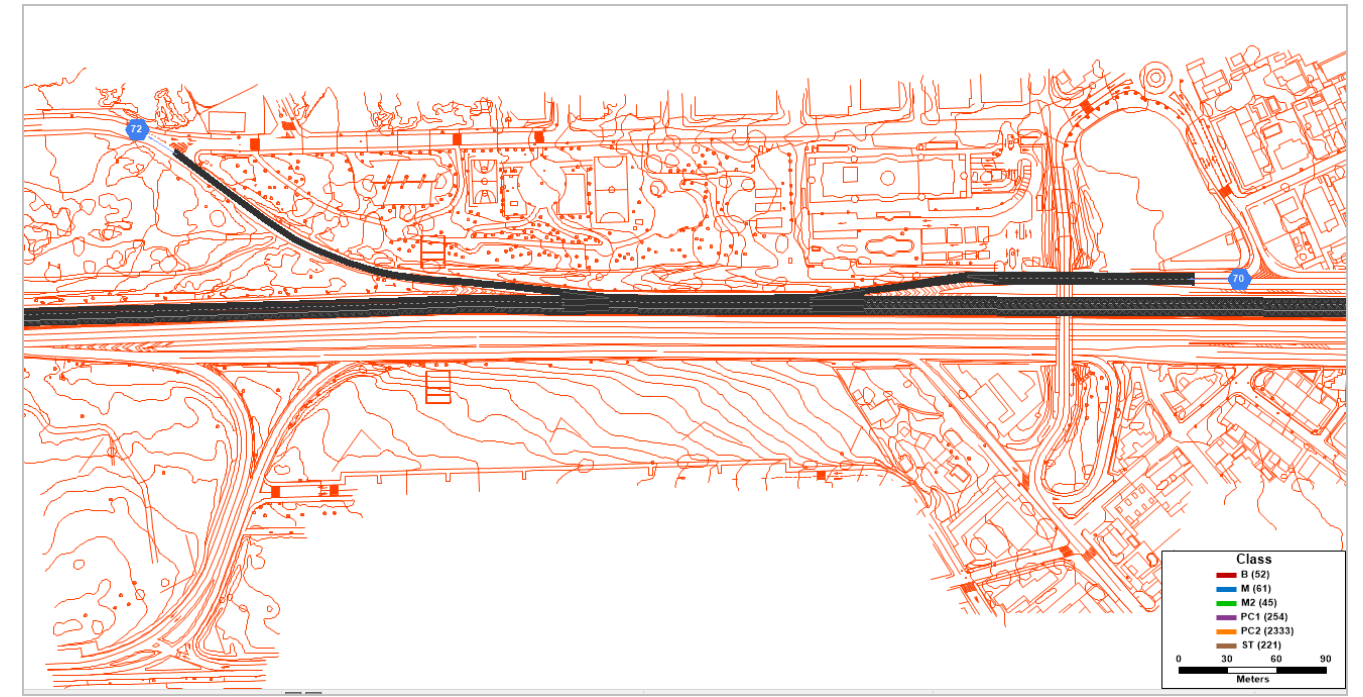 72
70
Class
B (52)
M (61)
M2 (45)
PC1 (254)
PC2 (2333)
ST (221)
0 30 60 90
Meters